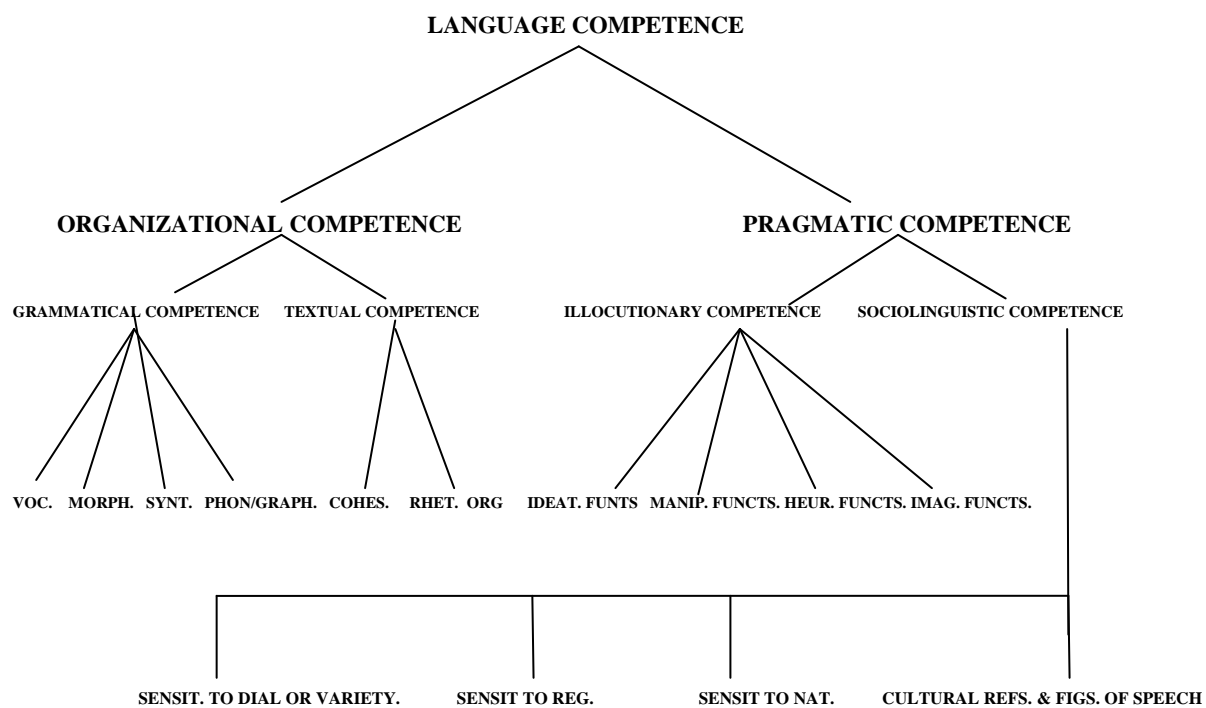 LANGUAGE COMPETENCE
ORGANIZATIONAL COMPETENCE PRAGMATIC COMPETENCE
GRAMMATICAL COMPETENCE TEXTUAL COMPETENCE ILLOCUTIONARY COMPETENCE SOCIOLINGUISTIC COMPETENCE
VOC. MORPH. SYNT. PHON/GRAPH. COHES. RHET. ORG IDEAT. FUNTS MANIP. FUNCTS. HEUR. FUNCTS. IMAG. FUNCTS.
SENSIT. TO DIAL OR VARIETY. SENSIT TO REG. SENSIT TO NAT. CULTURAL REFS. & FIGS. OF SPEECH